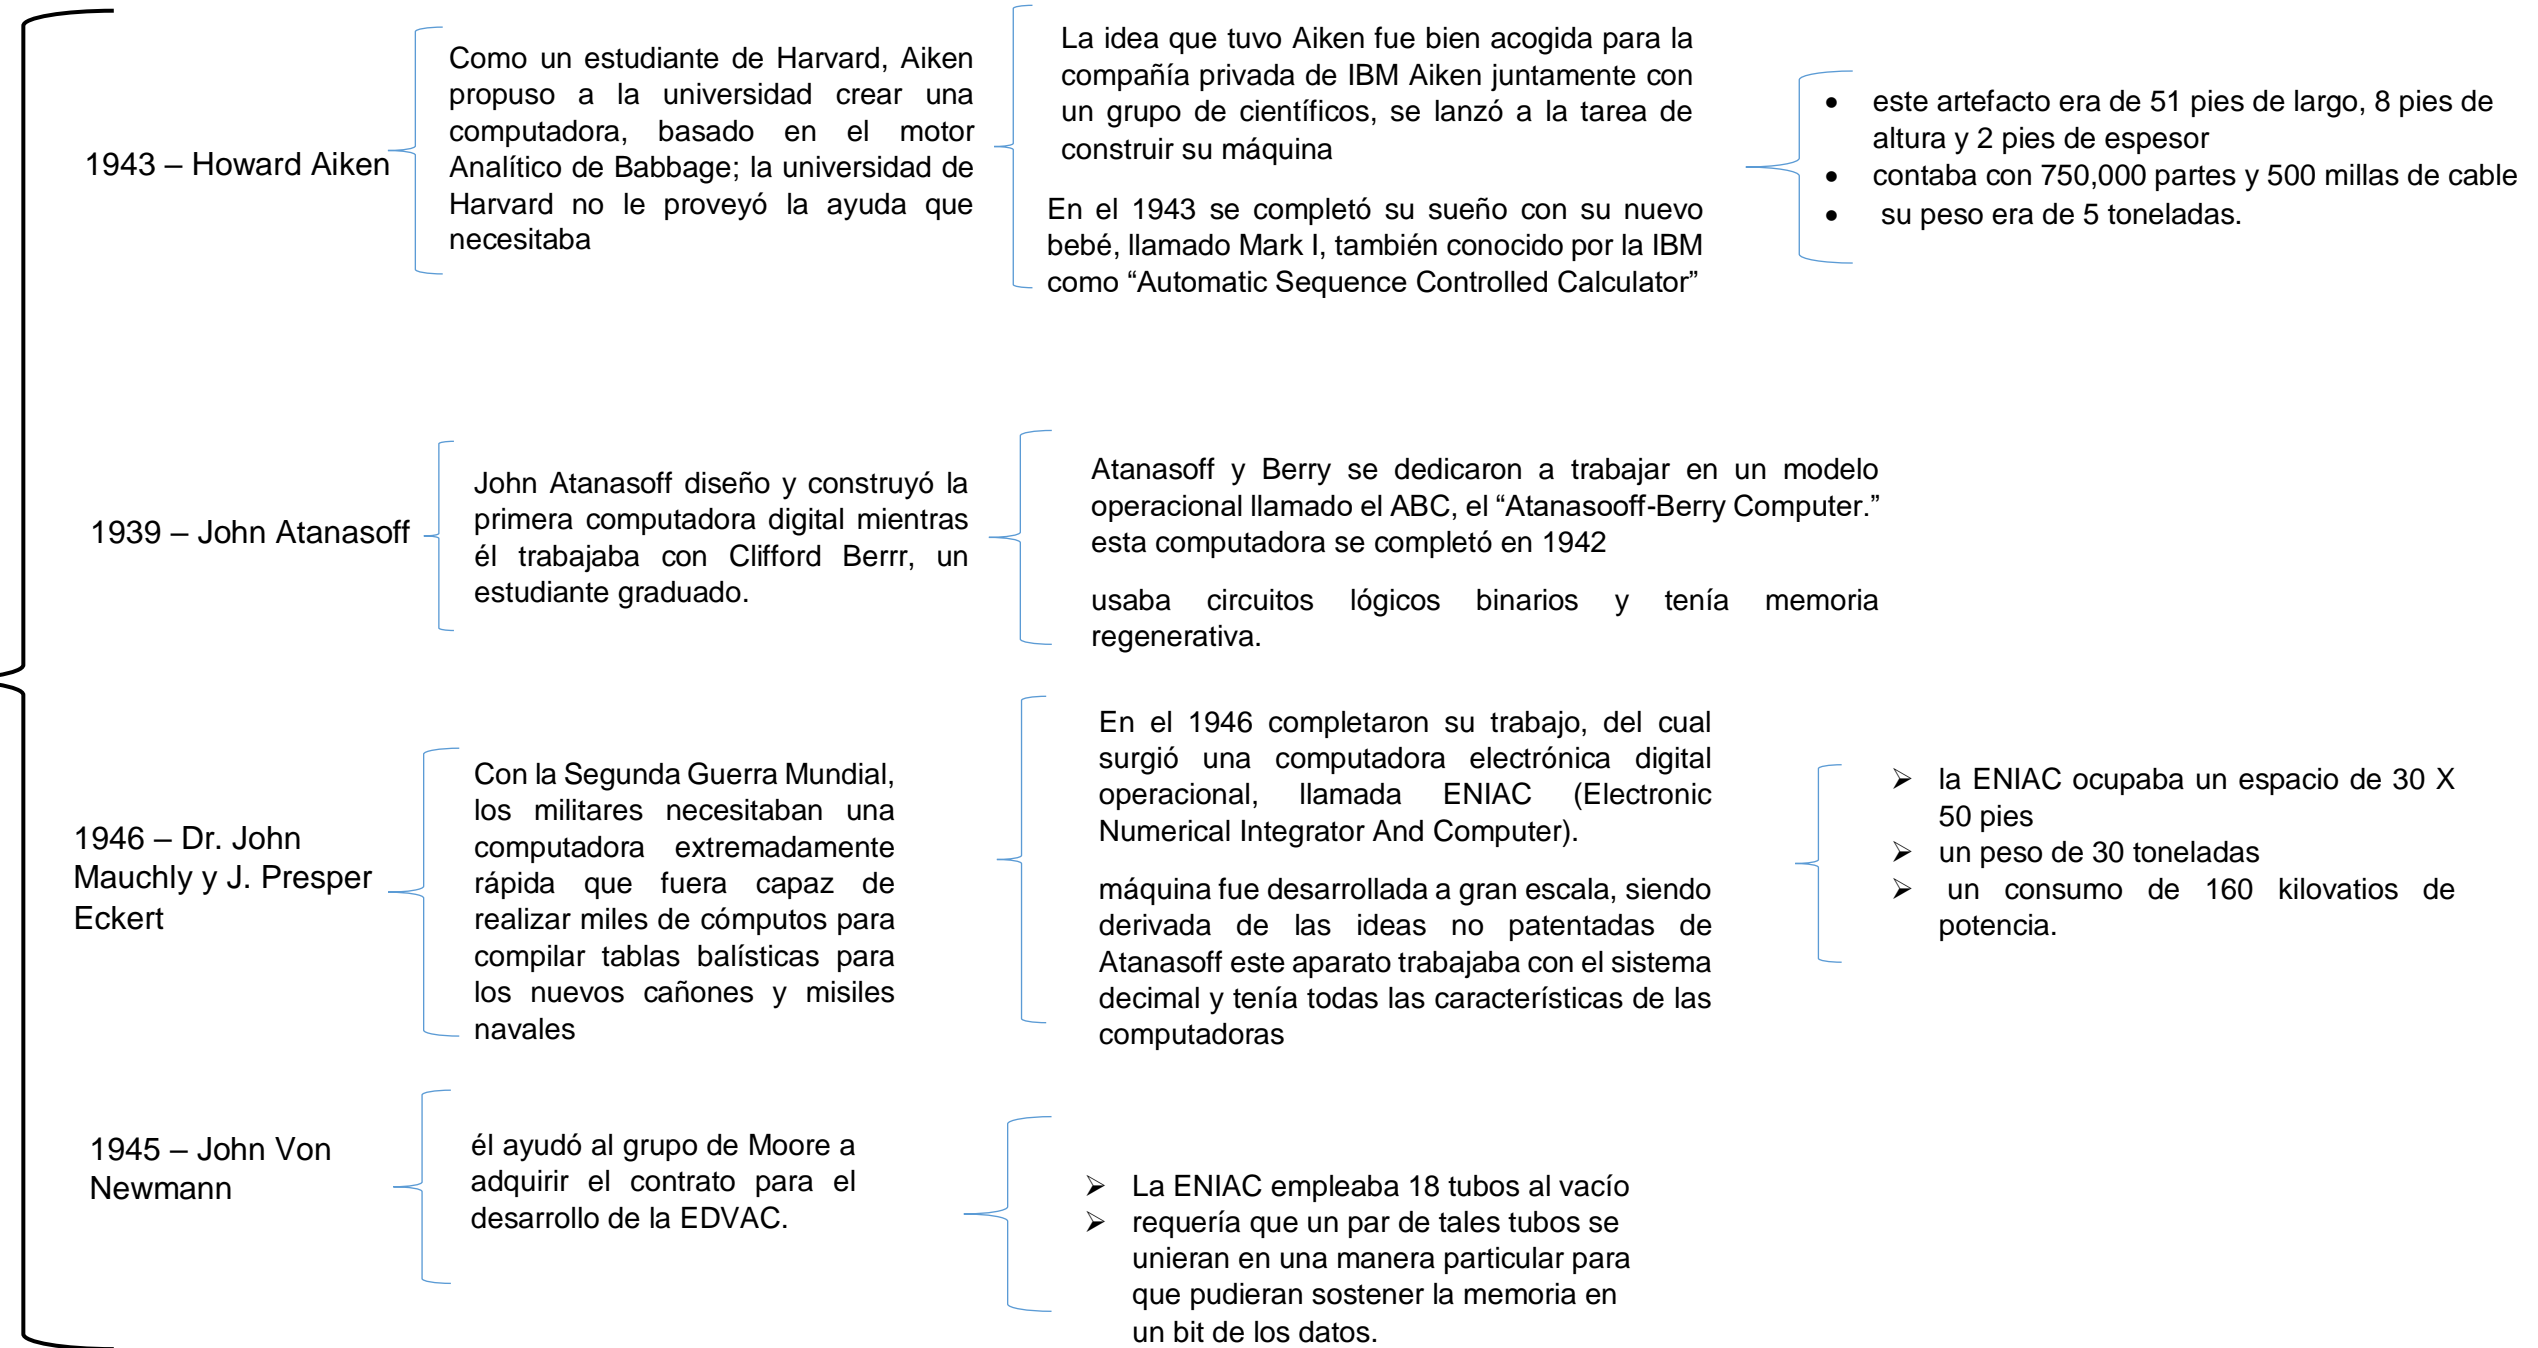 1943 – Howard Aiken
Como un estudiante de Harvard, Aiken
propuso a la universidad crear una
computadora, basado en el motor
Analítico de Babbage; la universidad de
Harvard no le proveyó la ayuda que
necesitaba
La idea que tuvo Aiken fue bien acogida para la
compañía privada de IBM Aiken juntamente con
un grupo de científicos, se lanzó a la tarea de
construir su máquina
En el 1943 se completó su sueño con su nuevo
bebé, llamado Mark I, también conocido por la IBM
como “Automatic Sequence Controlled Calculator”
• este artefacto era de 51 pies de largo, 8 pies de
altura y 2 pies de espesor
• contaba con 750,000 partes y 500 millas de cable
• su peso era de 5 toneladas.
1939 – John Atanasoff
John Atanasoff diseño y construyó la
primera computadora digital mientras
él trabajaba con Clifford Berrr, un
estudiante graduado.
Atanasoff y Berry se dedicaron a trabajar en un modelo
operacional llamado el ABC, el “Atanasooff-Berry Computer.”
esta computadora se completó en 1942
usaba circuitos lógicos binarios y tenía memoria
regenerativa.
1946 – Dr. John
Mauchly y J. Presper
Eckert
Con la Segunda Guerra Mundial,
los militares necesitaban una
computadora extremadamente
rápida que fuera capaz de
realizar miles de cómputos para
compilar tablas balísticas para
los nuevos cañones y misiles
navales
En el 1946 completaron su trabajo, del cual
surgió una computadora electrónica digital
operacional, llamada ENIAC (Electronic
Numerical Integrator And Computer).
máquina fue desarrollada a gran escala, siendo
derivada de las ideas no patentadas de
Atanasoff este aparato trabajaba con el sistema
decimal y tenía todas las características de las
computadoras
➢ la ENIAC ocupaba un espacio de 30 X
50 pies
➢ un peso de 30 toneladas
➢ un consumo de 160 kilovatios de
potencia.
1945 – John Von
Newmann
él ayudó al grupo de Moore a
adquirir el contrato para el
desarrollo de la EDVAC.
➢ La ENIAC empleaba 18 tubos al vacío
➢ requería que un par de tales tubos se
unieran en una manera particular para
que pudieran sostener la memoria en
un bit de los datos.